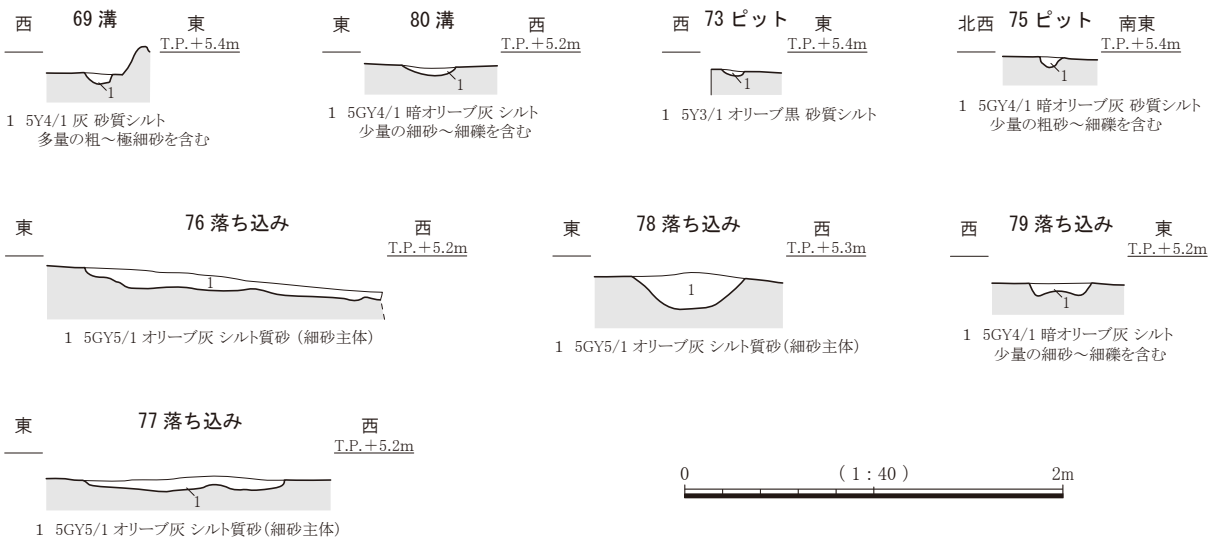 69 溝
西
東
T.P.+5.4m
1
1 5Y4/1 灰 砂質シルト
多量の粗～極細砂を含む
80 溝
東
西
T.P.+5.2m
1
1 5GY4/1 暗オリーブ灰 シルト
少量の細砂～細礫を含む
73 ピット
西
東
T.P.+5.4m
1
1 5Y3/1 オリーブ黒 砂質シルト
75 ピット
北西
南東
T.P.+5.4m
1
1 5GY4/1 暗オリーブ灰 砂質シルト
少量の粗砂～細礫を含む
76 落ち込み
東
西
T.P.+5.2m
1
1 5GY5/1 オリーブ灰 シルト質砂 (細砂主体)
78 落ち込み
東
西
T.P.+5.3m
1
1 5GY5/1 オリーブ灰 シルト質砂(細砂主体)
79 落ち込み
西
東
T.P.+5.2m
1
1 5GY4/1 暗オリーブ灰 シルト
少量の細砂～細礫を含む
77 落ち込み
東
西
T.P.+5.2m
1
1 5GY5/1 オリーブ灰 シルト質砂(細砂主体)
0 (1:40) 2m